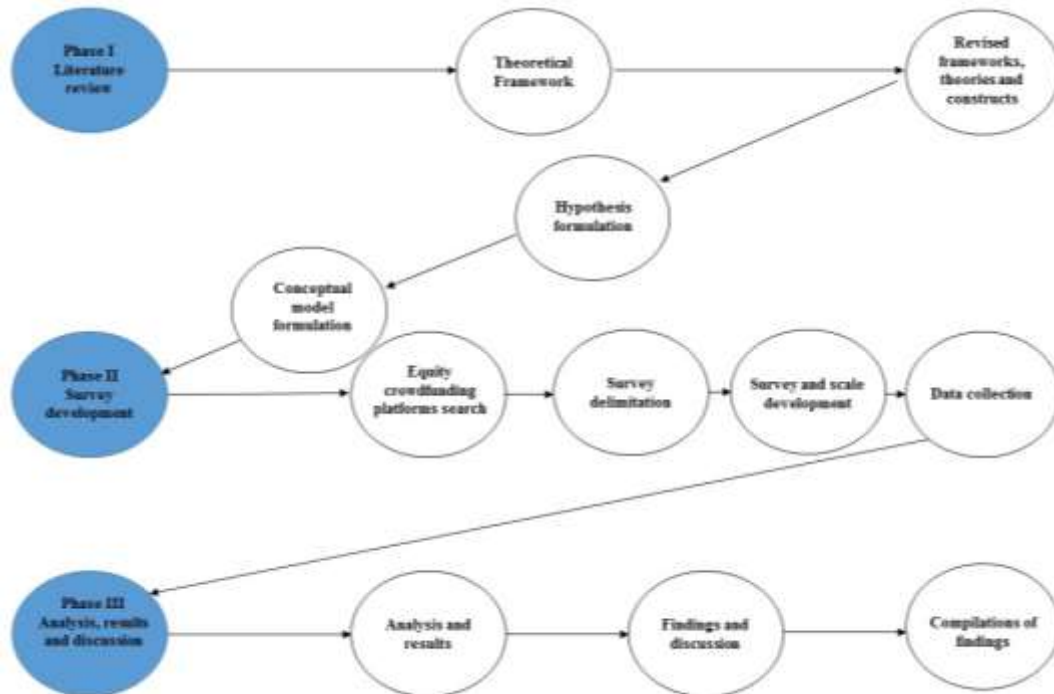 Phase I
Literature
review
Theoretical
Framework
Revised
frameworks,
theories and
constructs
Hypothesis
formulation
Conceptual
model
formulation
Phase II
Survey
development
Equity
crowdfunding
platforms search
Survey
delimitation
Survey and scale
development
Data collection
Phase III
Analysis, results
and discussion
Analysis and
results
Findings and
discussion
Compilations of
findings